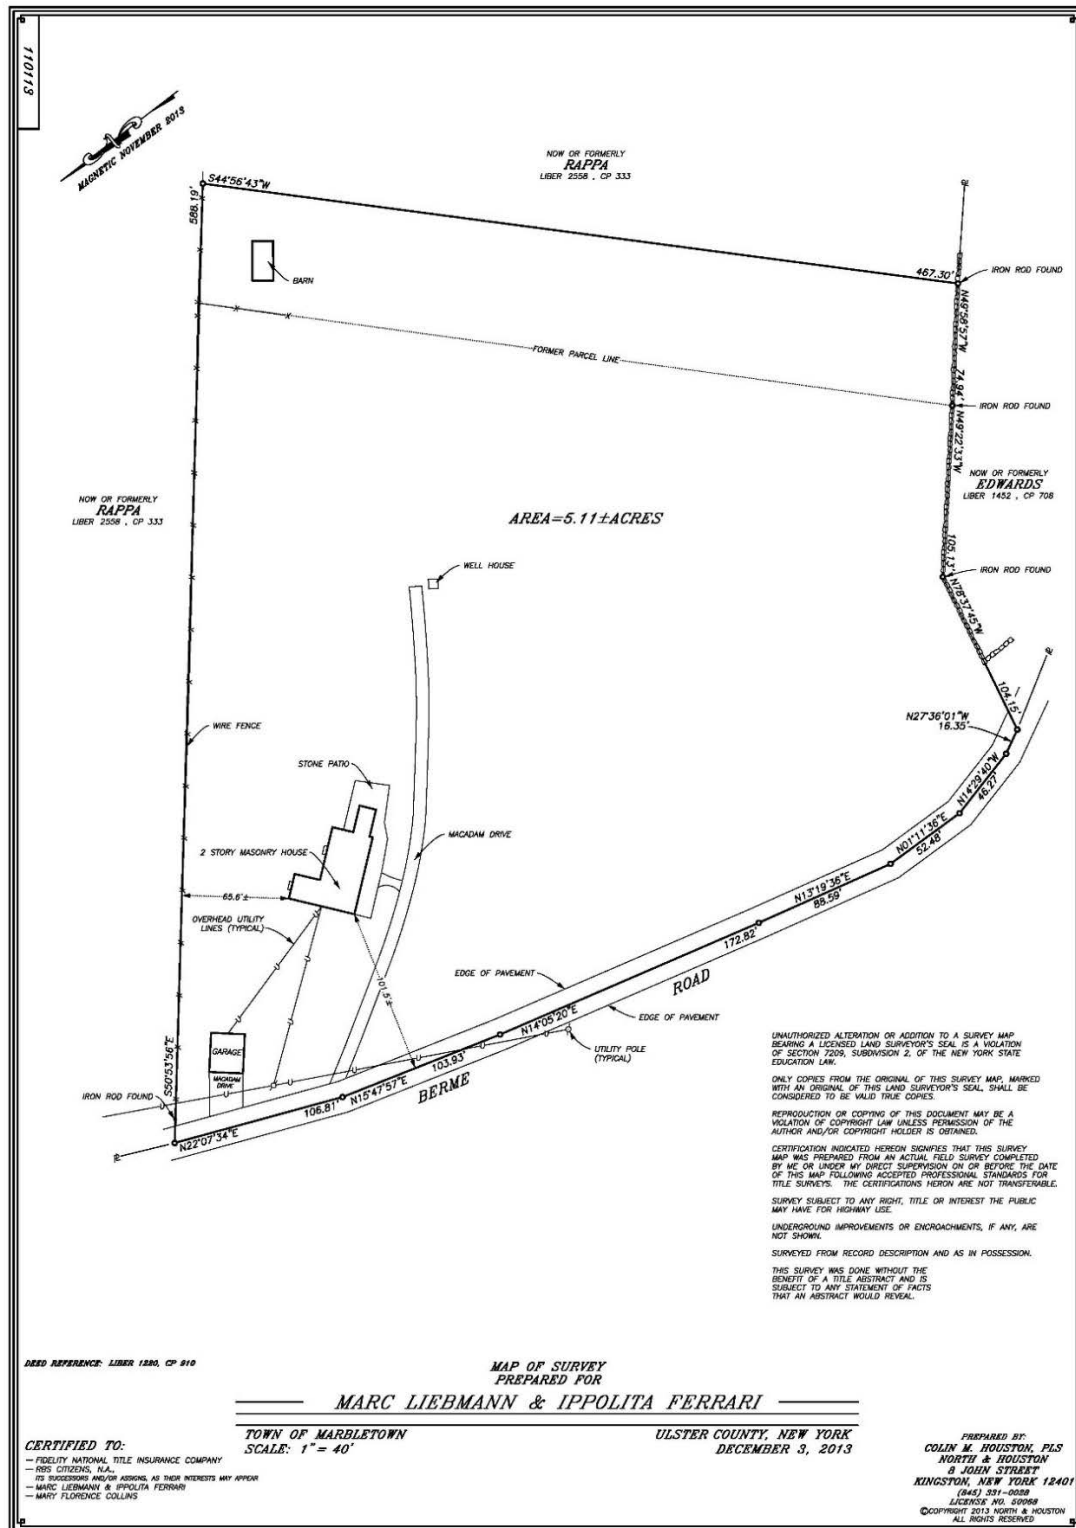 110113
MAGNETIC NOVEMBER 2013
NOW OR FORMERLY
RAPPA
LIBER 2558 , CP 333
S44°56'43"W
588.19'
467.30'
IRON ROD FOUND
BARN
N49°56'57"W
74.94'
FORMER PARCEL LINE
IRON ROD FOUND
N49°22'33"W
NOW OR FORMERLY
EDWARDS
LIBER 1452 , CP 708
NOW OR FORMERLY
RAPPA
LIBER 2558 , CP 333
AREA=5.11±ACRES
105.13'
IRON ROD FOUND
WELL HOUSE
N78°37'45"W
104.15'
N27°36'01"W
16.35'
WIRE FENCE
STONE PATIO
N14°29'40"W
46.27'
MACADAM DRIVE
2 STORY MASONRY HOUSE
N01°11'36"E
52.48'
65.6'±
N13°19'36"E
88.59'
OVERHEAD UTILITY
LINES (TYPICAL)
172.82'
101.5'±
EDGE OF PAVEMENT
ROAD
EDGE OF PAVEMENT
N14°05'20"E
UTILITY POLE
(TYPICAL)
GARAGE
MACADAM
DRIVE
S50°53'56"E
103.93'
BERME
IRON ROD FOUND
N15°47'57"E
106.81'
N22°07'34"E
UNAUTHORIZED ALTERATION OR ADDITION TO A SURVEY MAP
BEARING A LICENSED LAND SURVEYOR'S SEAL IS A VIOLATION
OF SECTION 7209, SUBDIVISION 2, OF THE NEW YORK STATE
EDUCATION LAW.
ONLY COPIES FROM THE ORIGINAL OF THIS SURVEY MAP, MARKED
WITH AN ORIGINAL OF THIS LAND SURVEYOR'S SEAL, SHALL BE
CONSIDERED TO BE VALID TRUE COPIES.
REPRODUCTION OR COPYING OF THIS DOCUMENT MAY BE A
VIOLATION OF COPYRIGHT LAW UNLESS PERMISSION OF THE
AUTHOR AND/OR COPYRIGHT HOLDER IS OBTAINED.
CERTIFICATION INDICATED HEREON SIGNIFIES THAT THIS SURVEY
MAP WAS PREPARED FROM AN ACTUAL FIELD SURVEY COMPLETED
BY ME OR UNDER MY DIRECT SUPERVISION ON OR BEFORE THE DATE
OF THIS MAP FOLLOWING ACCEPTED PROFESSIONAL STANDARDS FOR
TITLE SURVEYS. THE CERTIFICATIONS HERON ARE NOT TRANSFERABLE.
SURVEY SUBJECT TO ANY RIGHT, TITLE OR INTEREST THE PUBLIC
MAY HAVE FOR HIGHWAY USE.
UNDERGROUND IMPROVEMENTS OR ENCROACHMENTS, IF ANY, ARE
NOT SHOWN.
SURVEYED FROM RECORD DESCRIPTION AND AS IN POSSESSION.
THIS SURVEY WAS DONE WITHOUT THE
BENEFIT OF A TITLE ABSTRACT AND IS
SUBJECT TO ANY STATEMENT OF FACTS
THAT AN ABSTRACT WOULD REVEAL.
DEED REFERENCE: LIBER 1280, CP 910
MAP OF SURVEY
PREPARED FOR
MARC LIEBMANN & IPPOLITA FERRARI
TOWN OF MARBLETOWN
SCALE: 1" = 40'
ULSTER COUNTY, NEW YORK
DECEMBER 3, 2013
CERTIFIED TO:
— FIDELITY NATIONAL TITLE INSURANCE COMPANY
— RBS CITIZENS, N.A.,
ITS SUCCESSORS AND/OR ASSIGNS, AS THEIR INTERESTS MAY APPEAR
— MARC LIEBMANN & IPPOLITA FERRARI
— MARY FLORENCE COLLINS
PREPARED BY:
COLIN M. HOUSTON, PLS
NORTH & HOUSTON
8 JOHN STREET
KINGSTON, NEW YORK 12401
(845) 331-0028
LICENSE NO. 50068
©COPYRIGHT 2013 NORTH & HOUSTON
ALL RIGHTS RESERVED